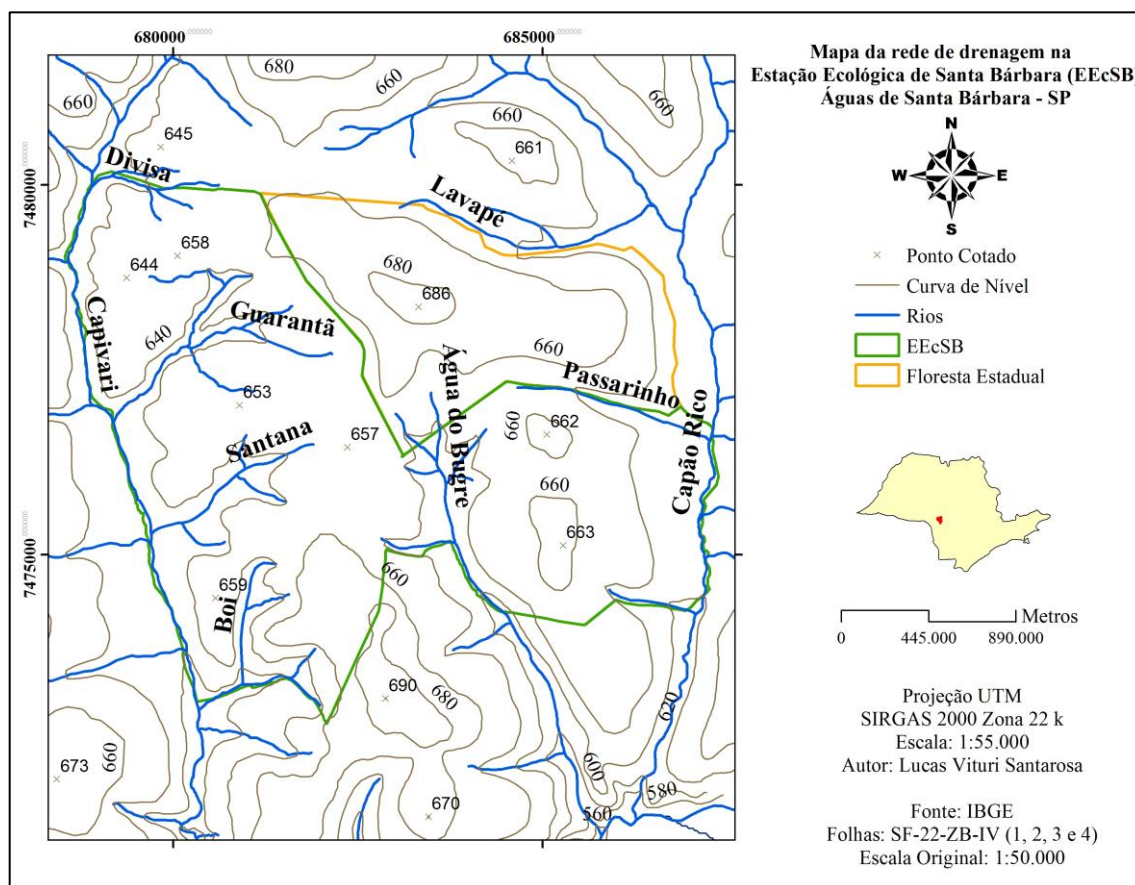 680000
685000
7480000
7475000
680
660
660
660
645
660
661
Divisa
Lavapé
658
644
680
686
Capivari
Guarantã
640
660
Água do Bugre
Passarinho
Capão Rico
653
660
662
657
Santana
660
663
659
Boi
660
690
680
620
660
673
600
580
560
670
Mapa da rede de drenagem na
Estação Ecológica de Santa Bárbara (EEcSB)
Águas de Santa Bárbara - SP
N
W
E
S
Ponto Cotado
Curva de Nível
Rios
EEcSB
Floresta Estadual
Metros
0 445.000 890.000
Projeção UTM
SIRGAS 2000 Zona 22 k
Escala: 1:55.000
Autor: Lucas Vituri Santarosa
Fonte: IBGE
Folhas: SF-22-ZB-IV (1, 2, 3 e 4)
Escala Original: 1:50.000